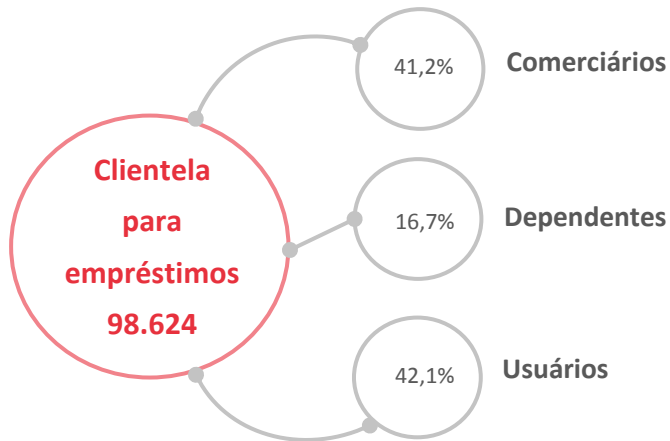 Clientela
para
empréstimos
98.624
41,2%
Comerciários
16,7%
Dependentes
42,1%
Usuários